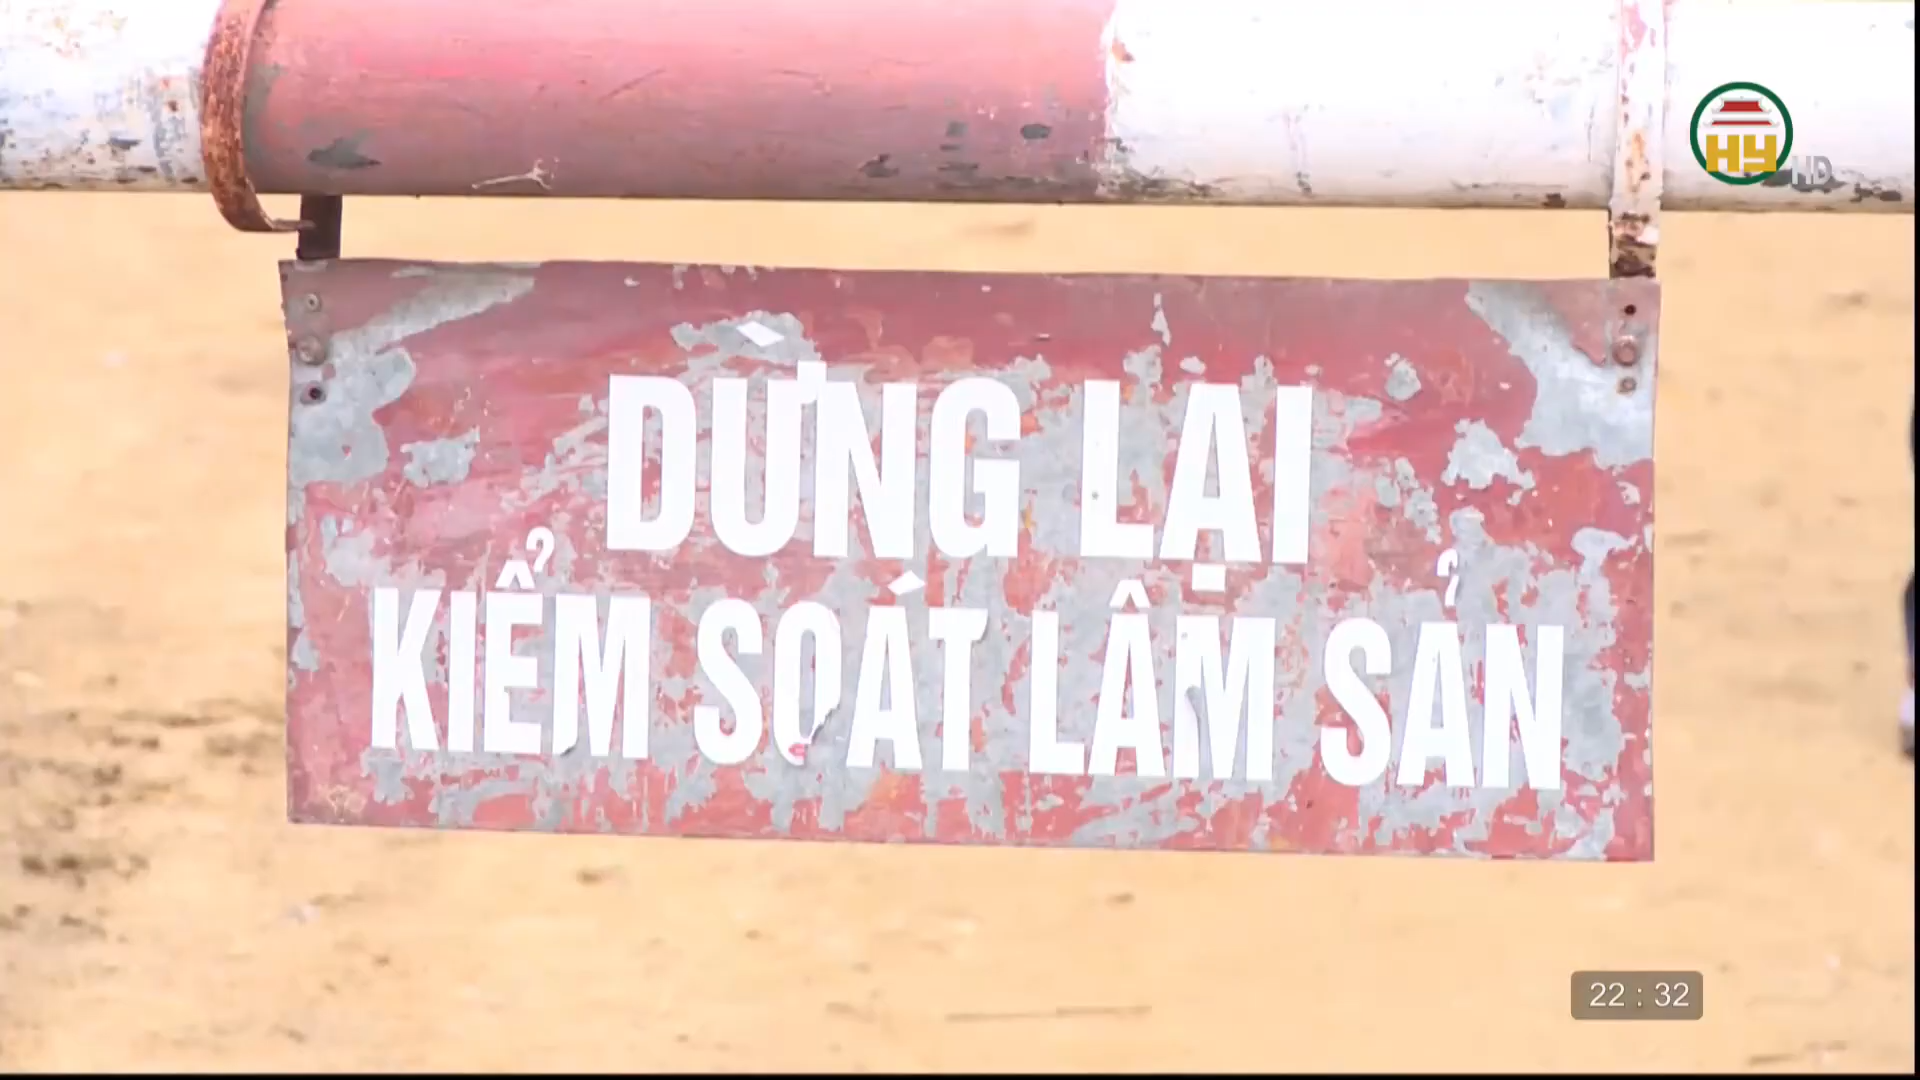 HY HD
DỪNG LẠI
KIỂM SOÁT LÂM SẢN
22 : 32